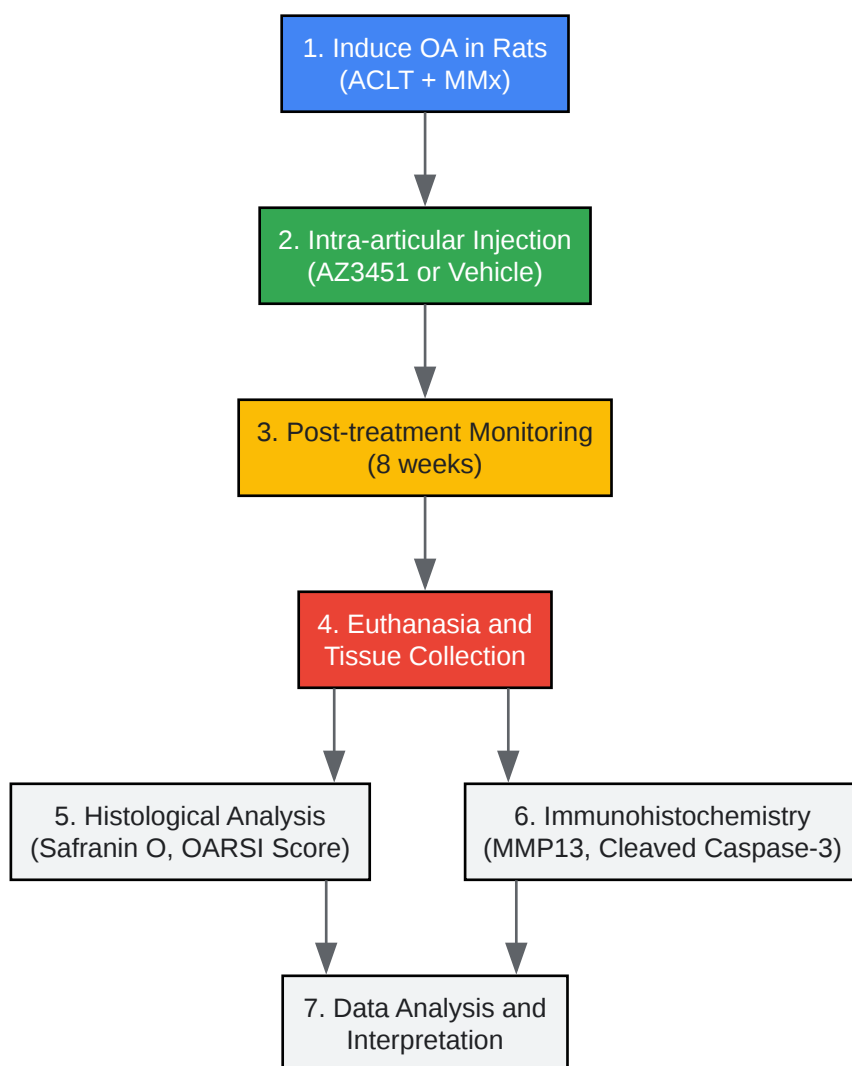 1. Induce OA in Rats
(ACLT + MMx)
2. Intra-articular Injection
(AZ3451 or Vehicle)
3. Post-treatment Monitoring
(8 weeks)
4. Euthanasia and
Tissue Collection
5. Histological Analysis
(Safranin O, OARSI Score)
6. Immunohistochemistry
(MMP13, Cleaved Caspase-3)
7. Data Analysis and
Interpretation